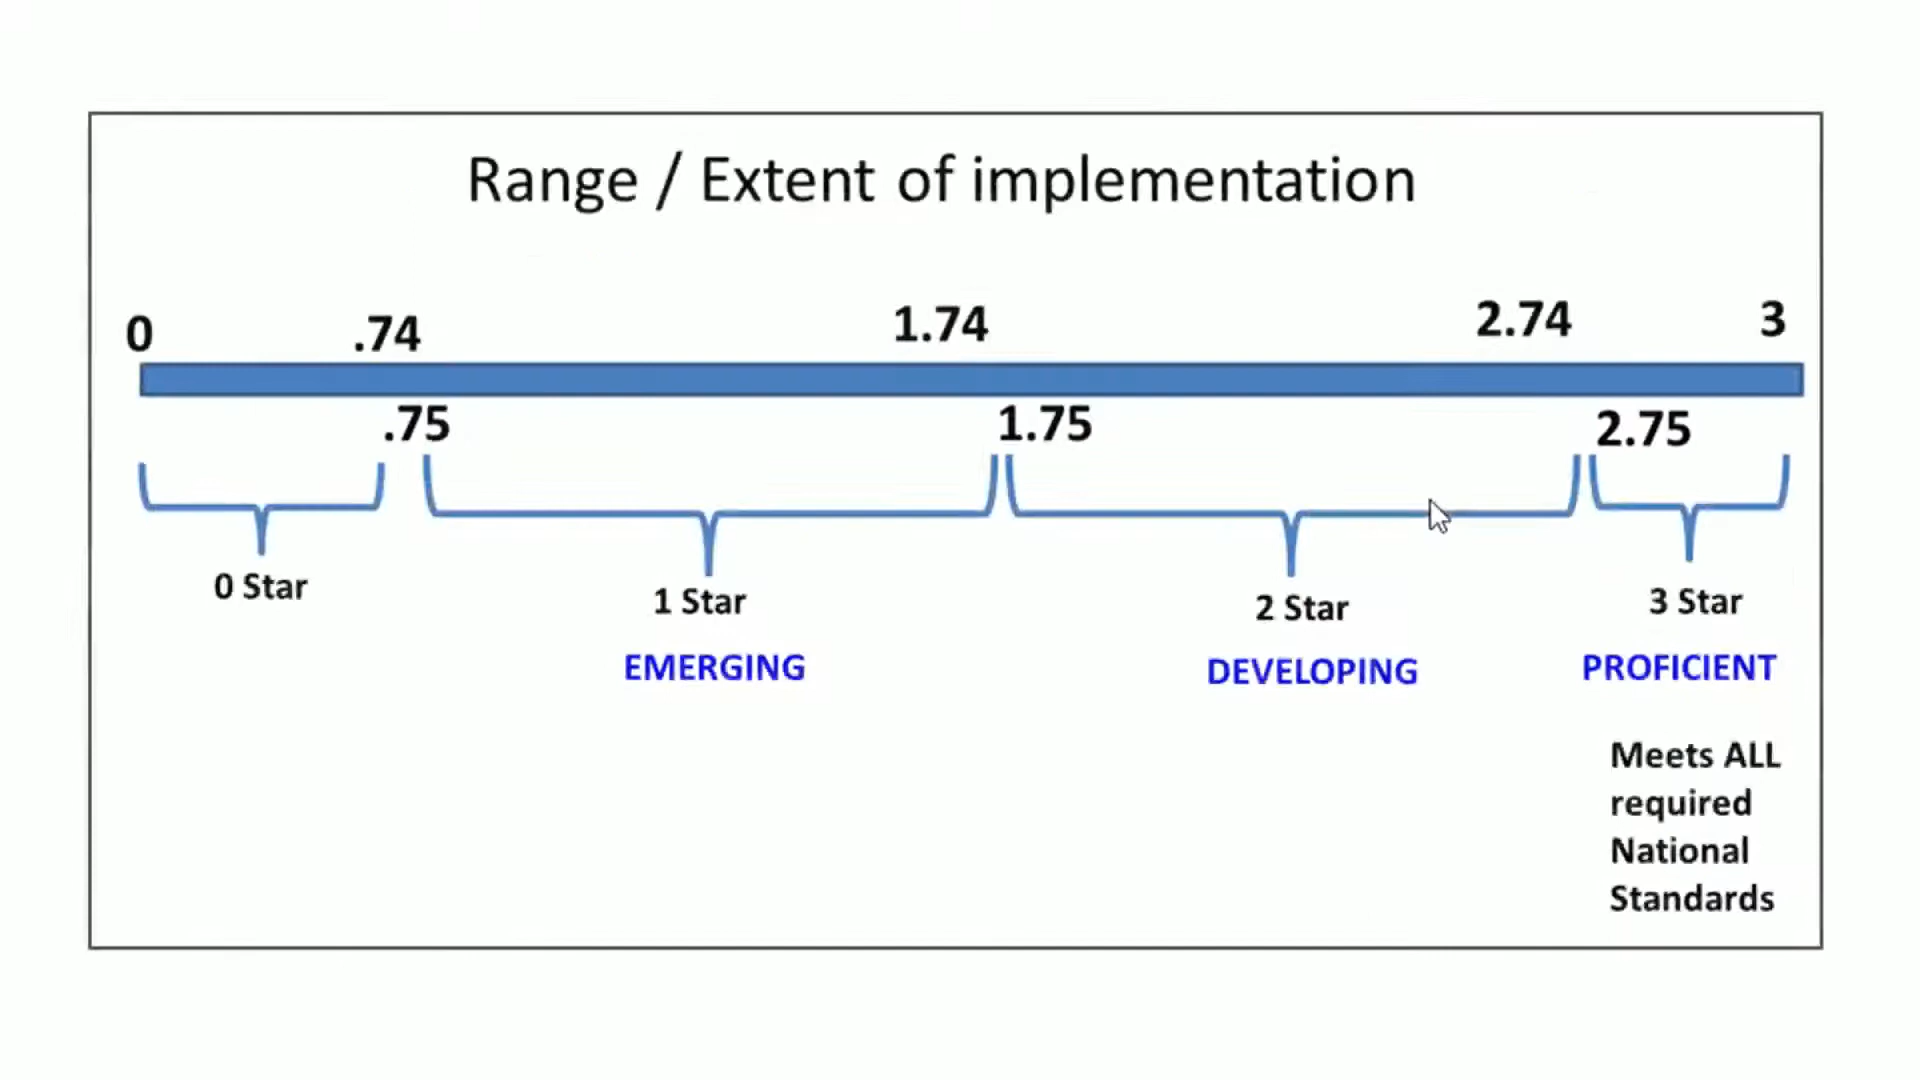 Range / Extent of implementation
0 .74 1.74 2.74 3
.75 1.75 2.75
0 Star 1 Star 2 Star 3 Star
EMERGING DEVELOPING PROFICIENT
Meets ALL
required
National
Standards